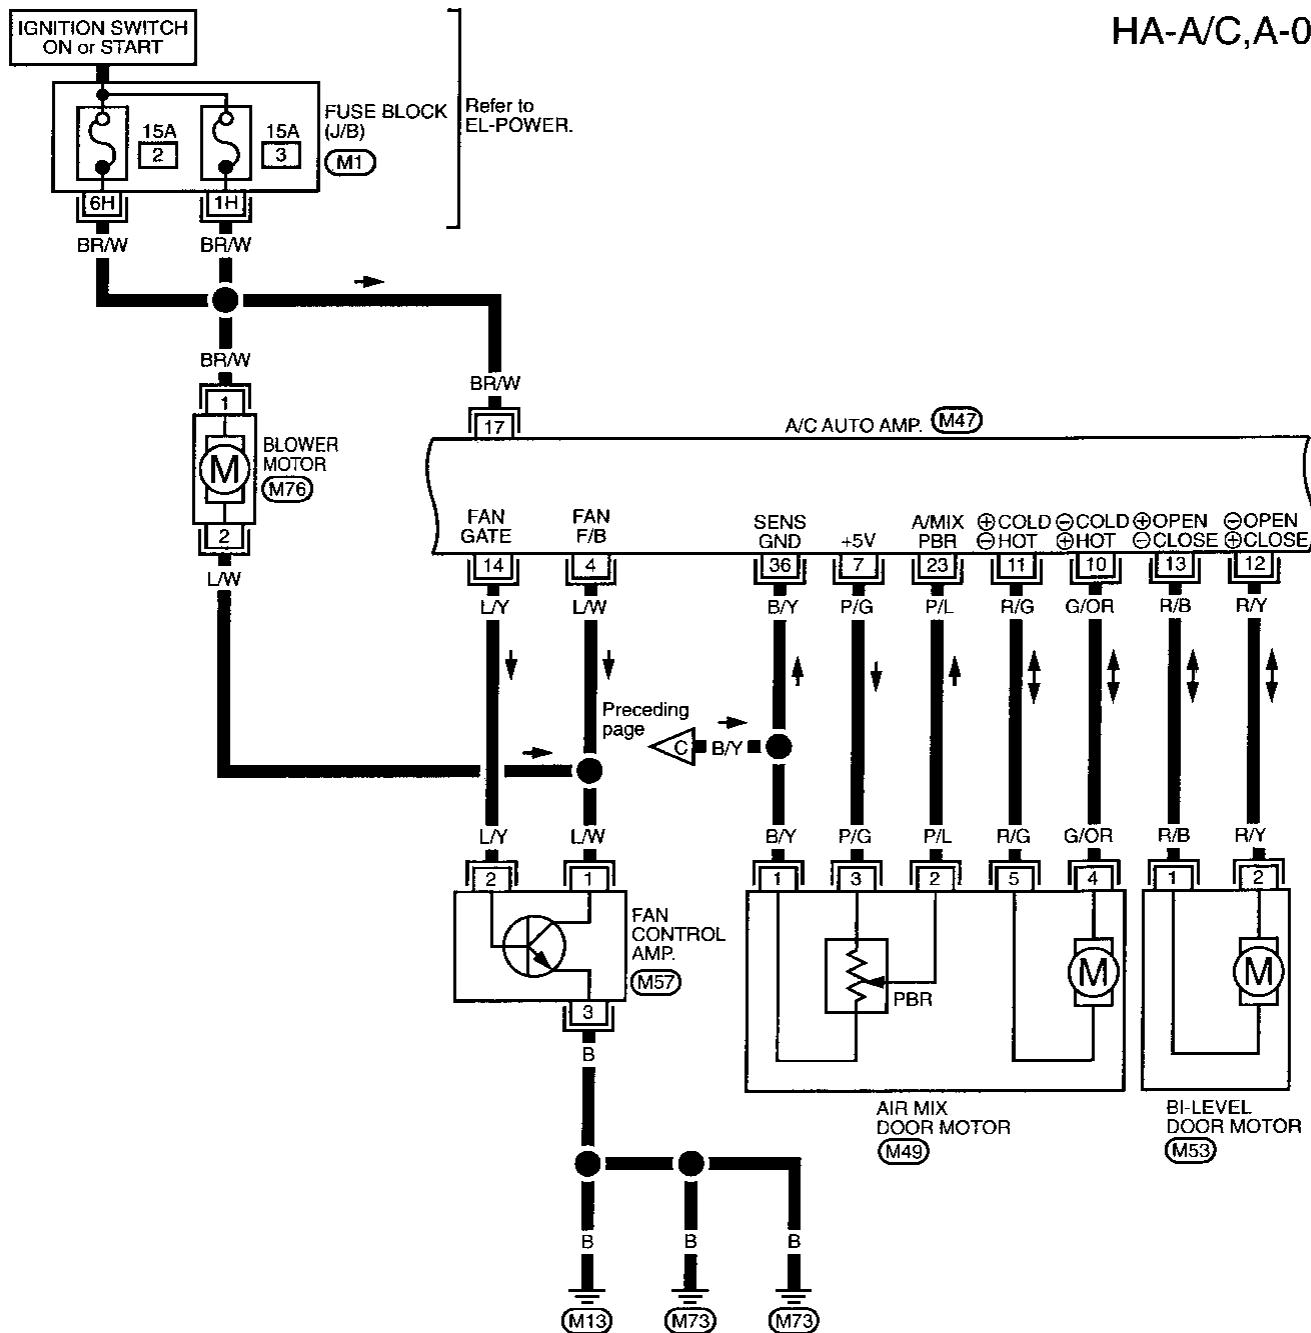 HA-A/C,A-0
IGNITION SWITCH
ON or START
FUSE BLOCK
(J/B)
M1
15A
2
15A
3
Refer to
EL-POWER.
6H
1H
BR/W
BR/W
BR/W
BR/W
1
BLOWER
MOTOR
M76
M
2
L/W
17
A/C AUTO AMP.
M47
FAN
GATE
FAN
F/B
SENS
GND
+5V
A/MIX
PBR
⊕COLD
⊖HOT
⊖COLD
⊕HOT
⊕OPEN
⊖CLOSE
⊖OPEN
⊕CLOSE
14
4
36
7
23
11
10
13
12
L/Y
L/W
B/Y
P/G
P/L
R/G
G/OR
R/B
R/Y
Preceding
page
C
B/Y
L/Y
L/W
B/Y
P/G
P/L
R/G
G/OR
R/B
R/Y
2
1
1
3
2
5
4
1
2
FAN
CONTROL
AMP.
M57
PBR
M
M
3
B
AIR MIX
DOOR MOTOR
M49
BI-LEVEL
DOOR MOTOR
M53
B
B
B
M13
M73
M73